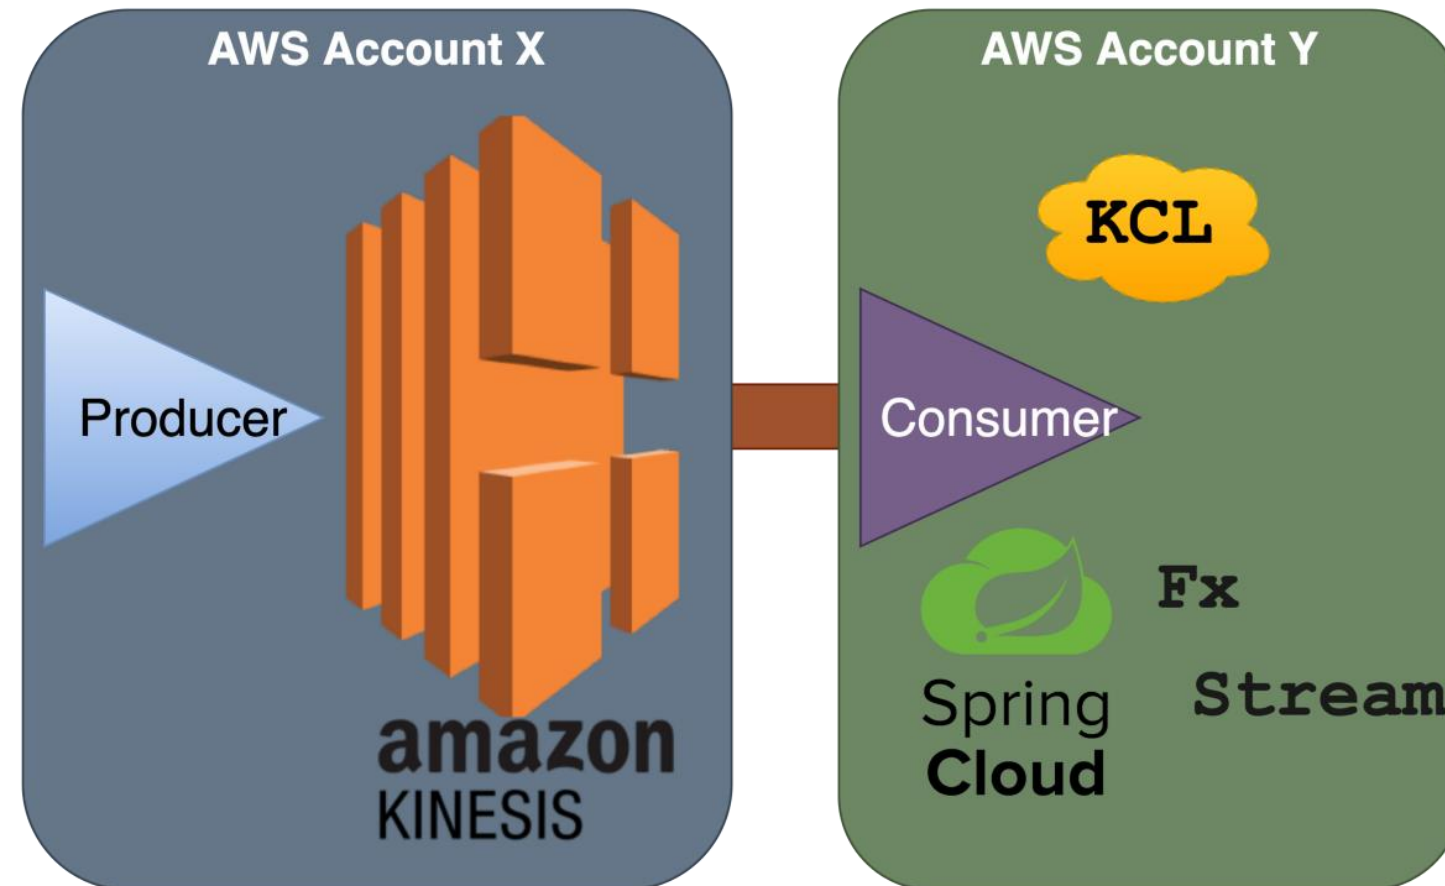 AWS Account X
Producer
amazon
KINESIS
AWS Account Y
KCL
Consumer
Fx
Spring
Cloud
Stream